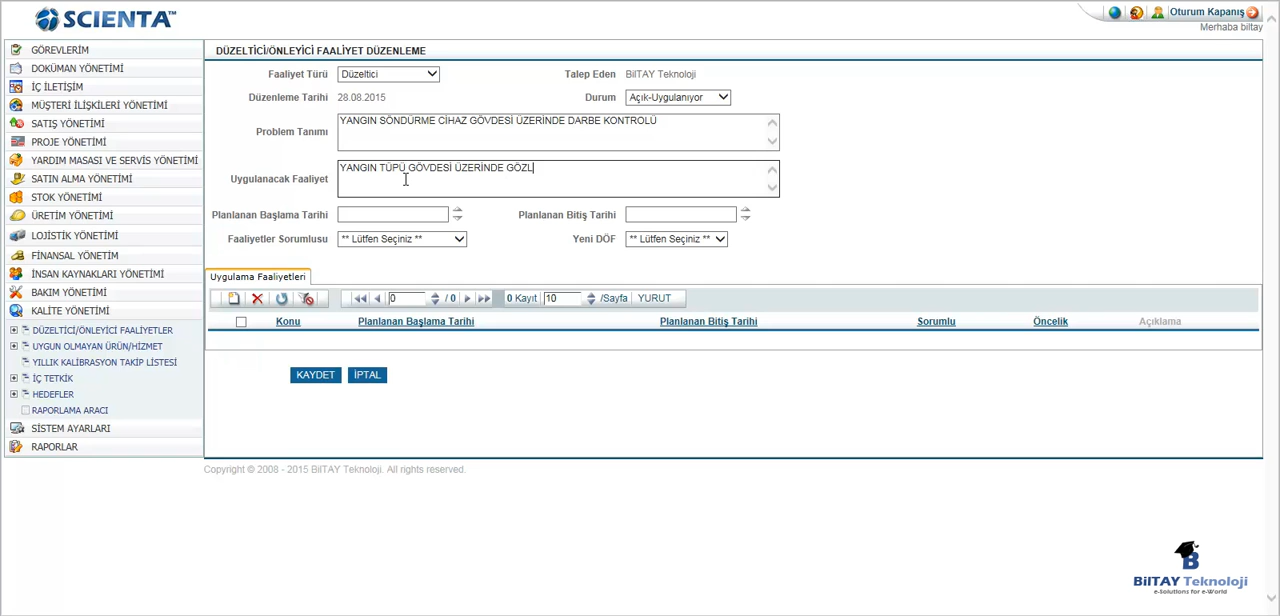 SCIENTA™
Oturum Kapanış
Merhaba biltay
GÖREVLERİM
DOKÜMAN YÖNETİMİ
İÇ İLETİŞİM
MÜŞTERİ İLİŞKİLERİ YÖNETİMİ
SATIŞ YÖNETİMİ
PROJE YÖNETİMİ
YARDIM MASASI VE SERVİS YÖNETİMİ
SATIN ALMA YÖNETİMİ
STOK YÖNETİMİ
ÜRETİM YÖNETİMİ
LOJİSTİK YÖNETİMİ
FİNANSAL YÖNETİM
İNSAN KAYNAKLARI YÖNETİMİ
BAKIM YÖNETİMİ
KALİTE YÖNETİMİ
DÜZELTİCİ/ÖNLEYİCİ FAALİYETLER
UYGUN OLMAYAN ÜRÜN/HİZMET
YILLIK KALİBRASYON TAKİP LİSTESİ
İÇ TETKİK
HEDEFLER
RAPORLAMA ARACI
SİSTEM AYARLARI
RAPORLAR
DÜZELTİCİ/ÖNLEYİCİ FAALİYET DÜZENLEME
Faaliyet Türü Düzeltici Talep Eden BilTAY Teknoloji
Düzenleme Tarihi 28.08.2015 Durum Açık-Uygulanıyor
Problem Tanımı YANGIN SÖNDÜRME CİHAZ GÖVDESİ ÜZERİNDE DARBE KONTROLÜ
Uygulanacak Faaliyet YANGIN TÜPÜ GÖVDESİ ÜZERİNDE GÖZL
Planlanan Başlama Tarihi Planlanan Bitiş Tarihi
Faaliyetler Sorumlusu ** Lütfen Seçiniz ** Yeni DÖF ** Lütfen Seçiniz **
Uygulama Faaliyetleri
0 / 0 0 Kayıt 10 /Sayfa YURUT
Konu Planlanan Başlama Tarihi Planlanan Bitiş Tarihi Sorumlu Öncelik Açıklama
KAYDET İPTAL
Copyright © 2008 - 2015 BilTAY Teknoloji. All rights reserved.
B
BilTAY Teknoloji
e-Solutions for e-World